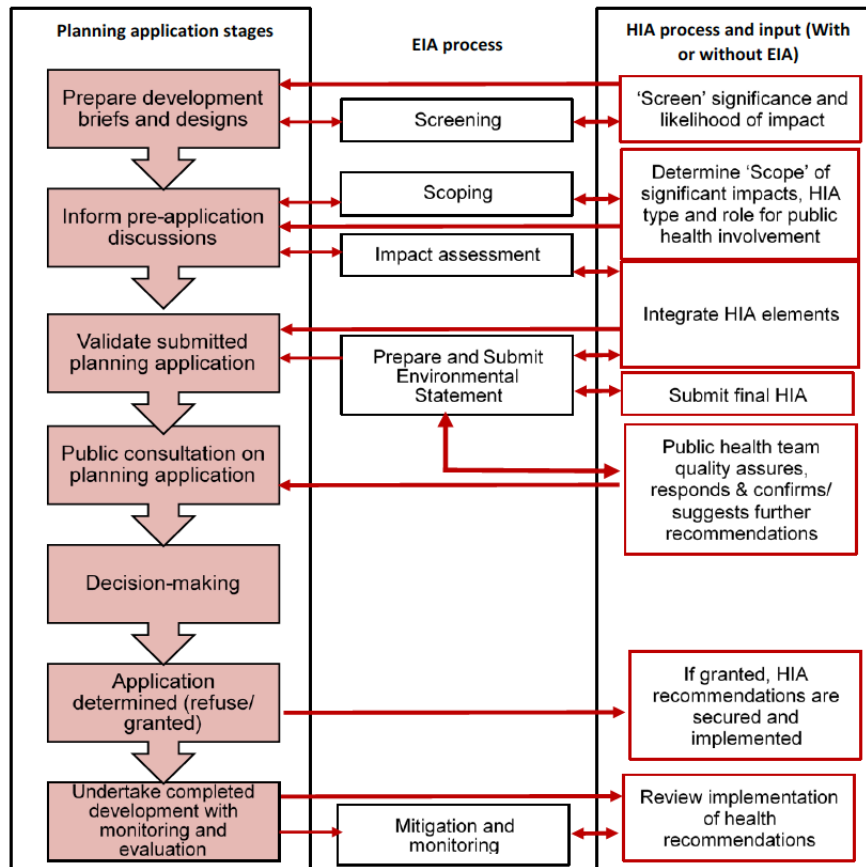 Planning application stages
EIA process
HIA process and input (With
or without EIA)
Prepare development
briefs and designs
Screening
‘Screen’ significance and
likelihood of impact
Inform pre-application
discussions
Scoping
Impact assessment
Determine ‘Scope’ of
significant impacts, HIA
type and role for public
health involvement
Integrate HIA elements
Validate submitted
planning application
Prepare and Submit
Environmental
Statement
Submit final HIA
Public consultation on
planning application
Public health team
quality assures,
responds & confirms/
suggests further
recommendations
Decision-making
Application
determined (refuse/
granted)
If granted, HIA
recommendations are
secured and
implemented
Undertake completed
development with
monitoring and
evaluation
Mitigation and
monitoring
Review implementation
of health
recommendations